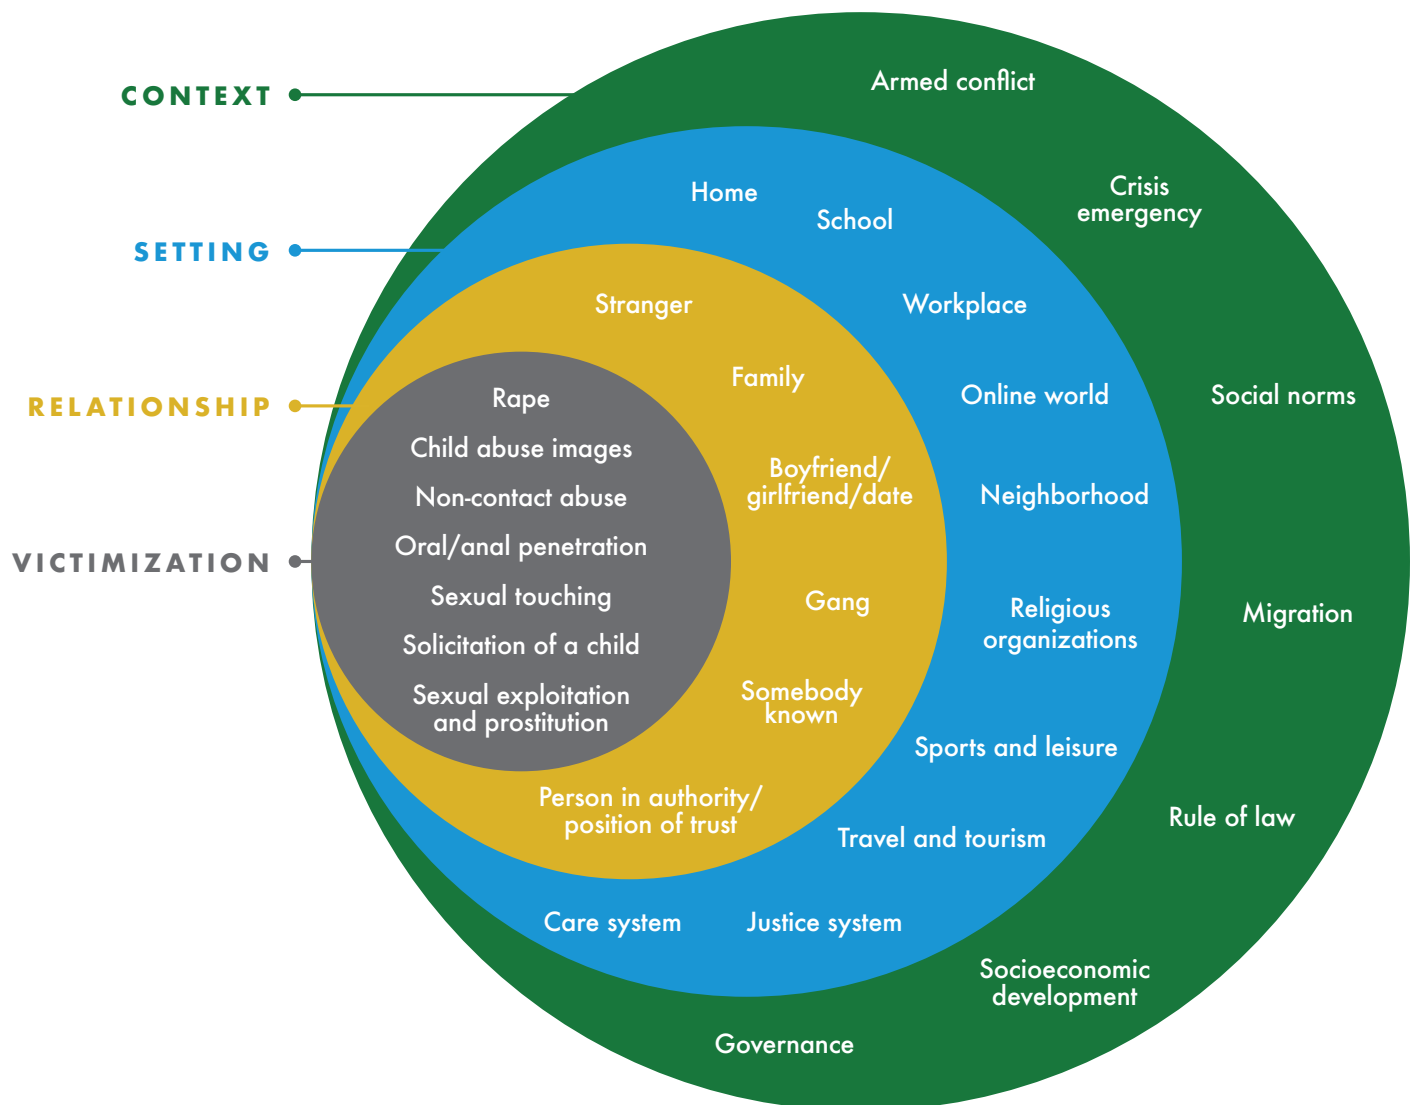 CONTEXT
Armed conflict
Crisis
emergency
Social norms
Migration
Rule of law
Socioeconomic
development
Governance
SETTING
Home
School
Workplace
Online world
Neighborhood
Religious
organizations
Sports and leisure
Travel and tourism
Justice system
Care system
RELATIONSHIP
Stranger
Family
Boyfriend/
girlfriend/date
Gang
Somebody
known
Person in authority/
position of trust
VICTIMIZATION
Rape
Child abuse images
Non-contact abuse
Oral/anal penetration
Sexual touching
Solicitation of a child
Sexual exploitation
and prostitution